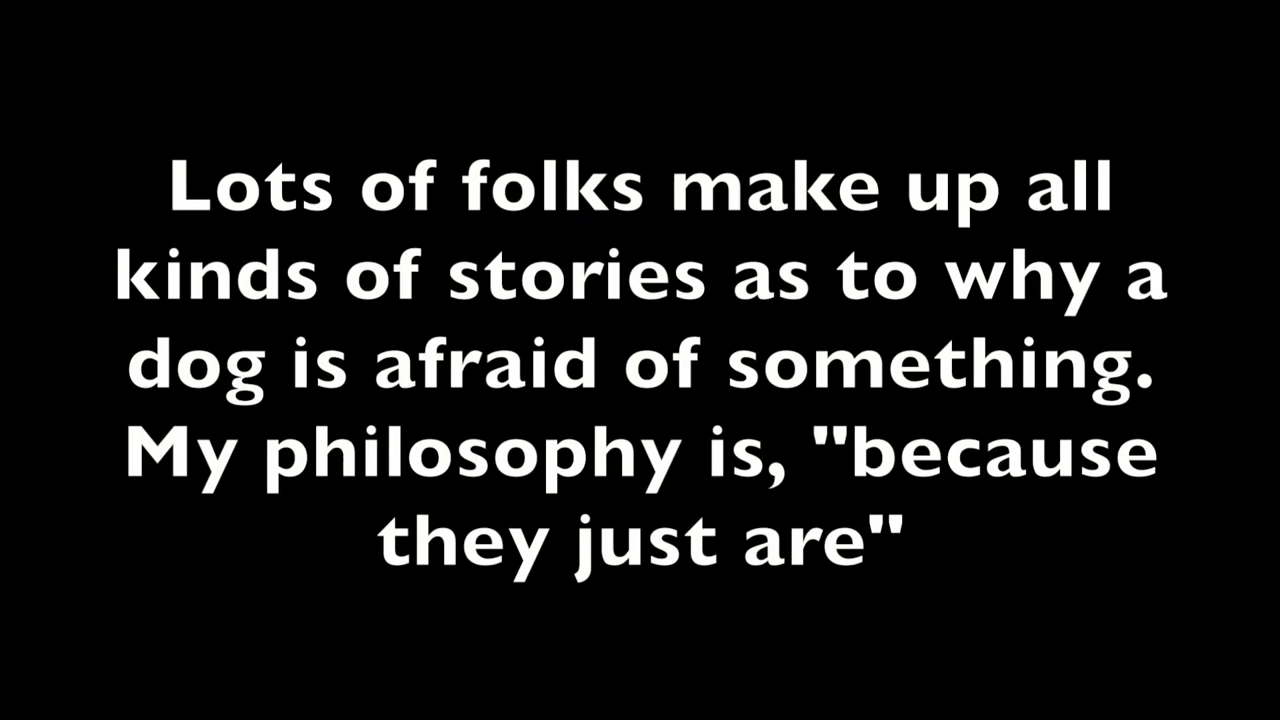 Lots of folks make up all
kinds of stories as to why a
dog is afraid of something.
My philosophy is, "because
they just are"